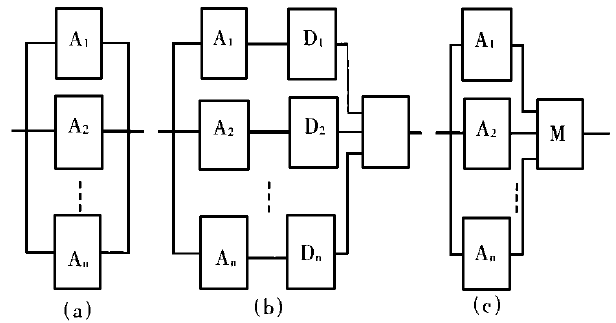 A₁
A₂
Aₙ
(a)
A₁ D₁
A₂ D₂
Aₙ Dₙ
(b)
A₁
A₂ M
Aₙ
(c)